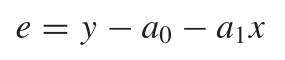 e = y − a₀ − a₁x